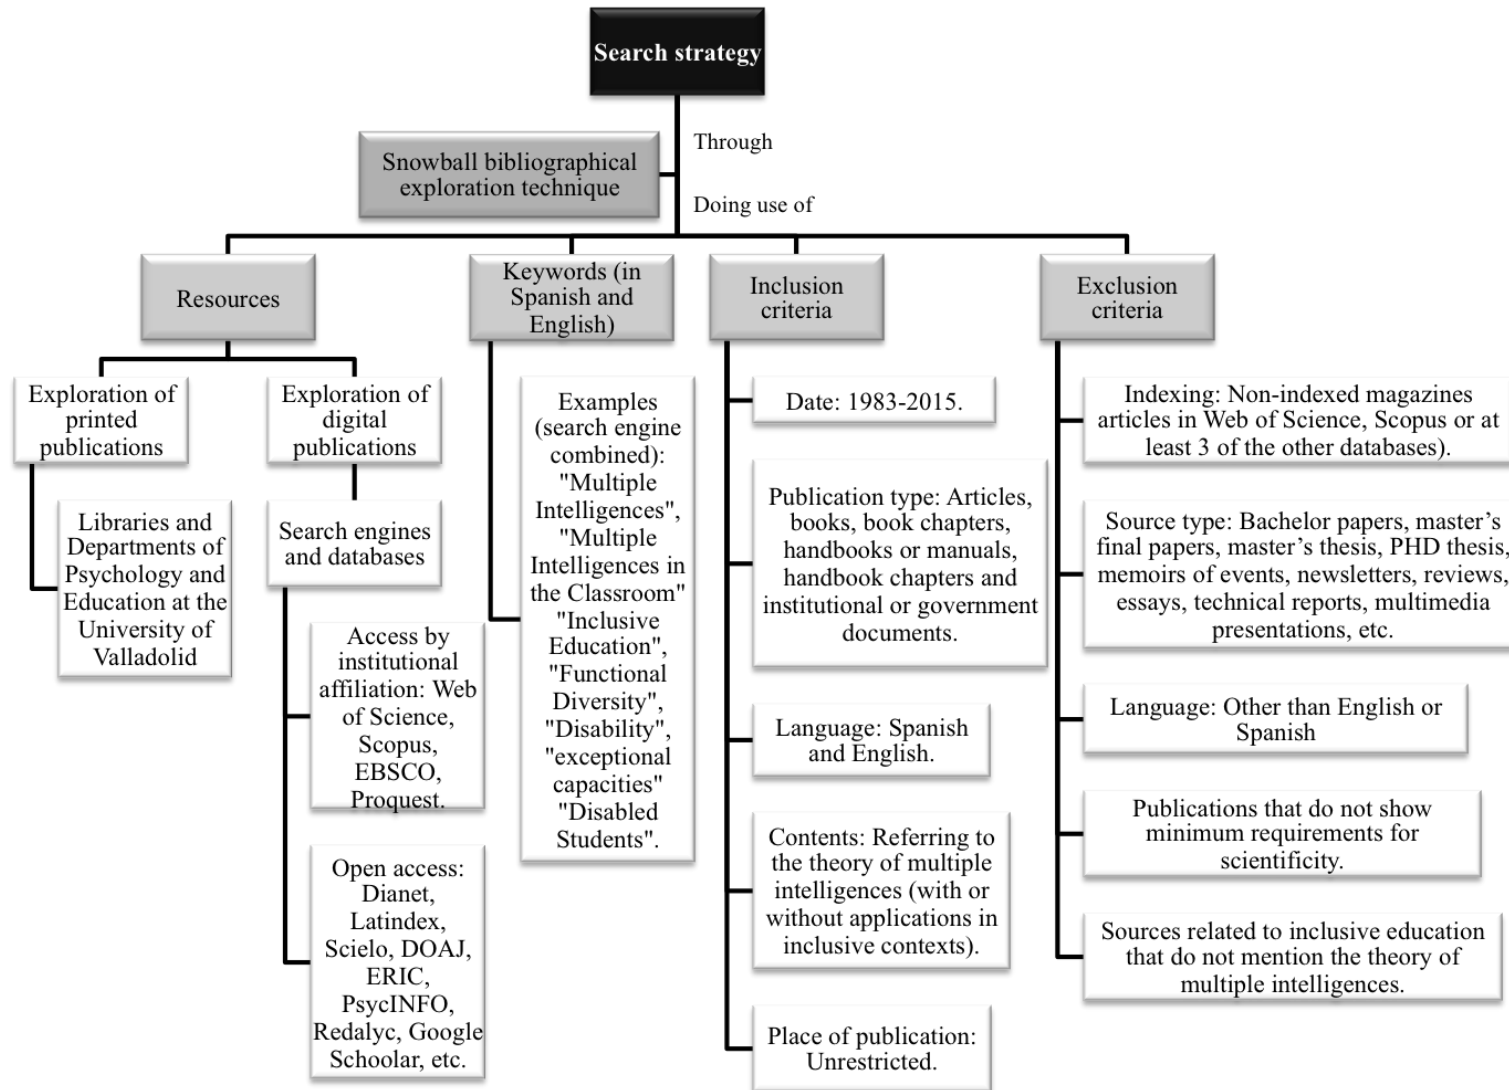 Search strategy
Through
Snowball bibliographical
exploration technique
Doing use of
Resources
Exploration of
printed
publications
Libraries and
Departments of
Psychology and
Education at the
University of
Valladolid
Exploration of
digital
publications
Search engines
and databases
Access by
institutional
affiliation: Web
of Science,
Scopus,
EBSCO,
Proquest.
Open access:
Dianet,
Latindex,
Scielo, DOAJ,
ERIC,
PsycINFO,
Redalyc, Google
Schoolar, etc.
Keywords (in
Spanish and
English)
Examples
(search engine
combined):
"Multiple
Intelligences",
"Multiple
Intelligences in
the Classroom"
"Inclusive
Education",
"Functional
Diversity",
"Disability",
"exceptional
capacities"
"Disabled
Students".
Inclusion
criteria
Date: 1983-2015.
Publication type: Articles,
books, book chapters,
handbooks or manuals,
handbook chapters and
institutional or government
documents.
Language: Spanish
and English.
Contents: Referring to
the theory of multiple
intelligences (with or
without applications in
inclusive contexts).
Place of publication:
Unrestricted.
Exclusion
criteria
Indexing: Non-indexed magazines
articles in Web of Science, Scopus or at
least 3 of the other databases).
Source type: Bachelor papers, master’s
final papers, master’s thesis, PHD thesis,
memoirs of events, newsletters, reviews,
essays, technical reports, multimedia
presentations, etc.
Language: Other than English or
Spanish
Publications that do not show
minimum requirements for
scientificity.
Sources related to inclusive education
that do not mention the theory of
multiple intelligences.